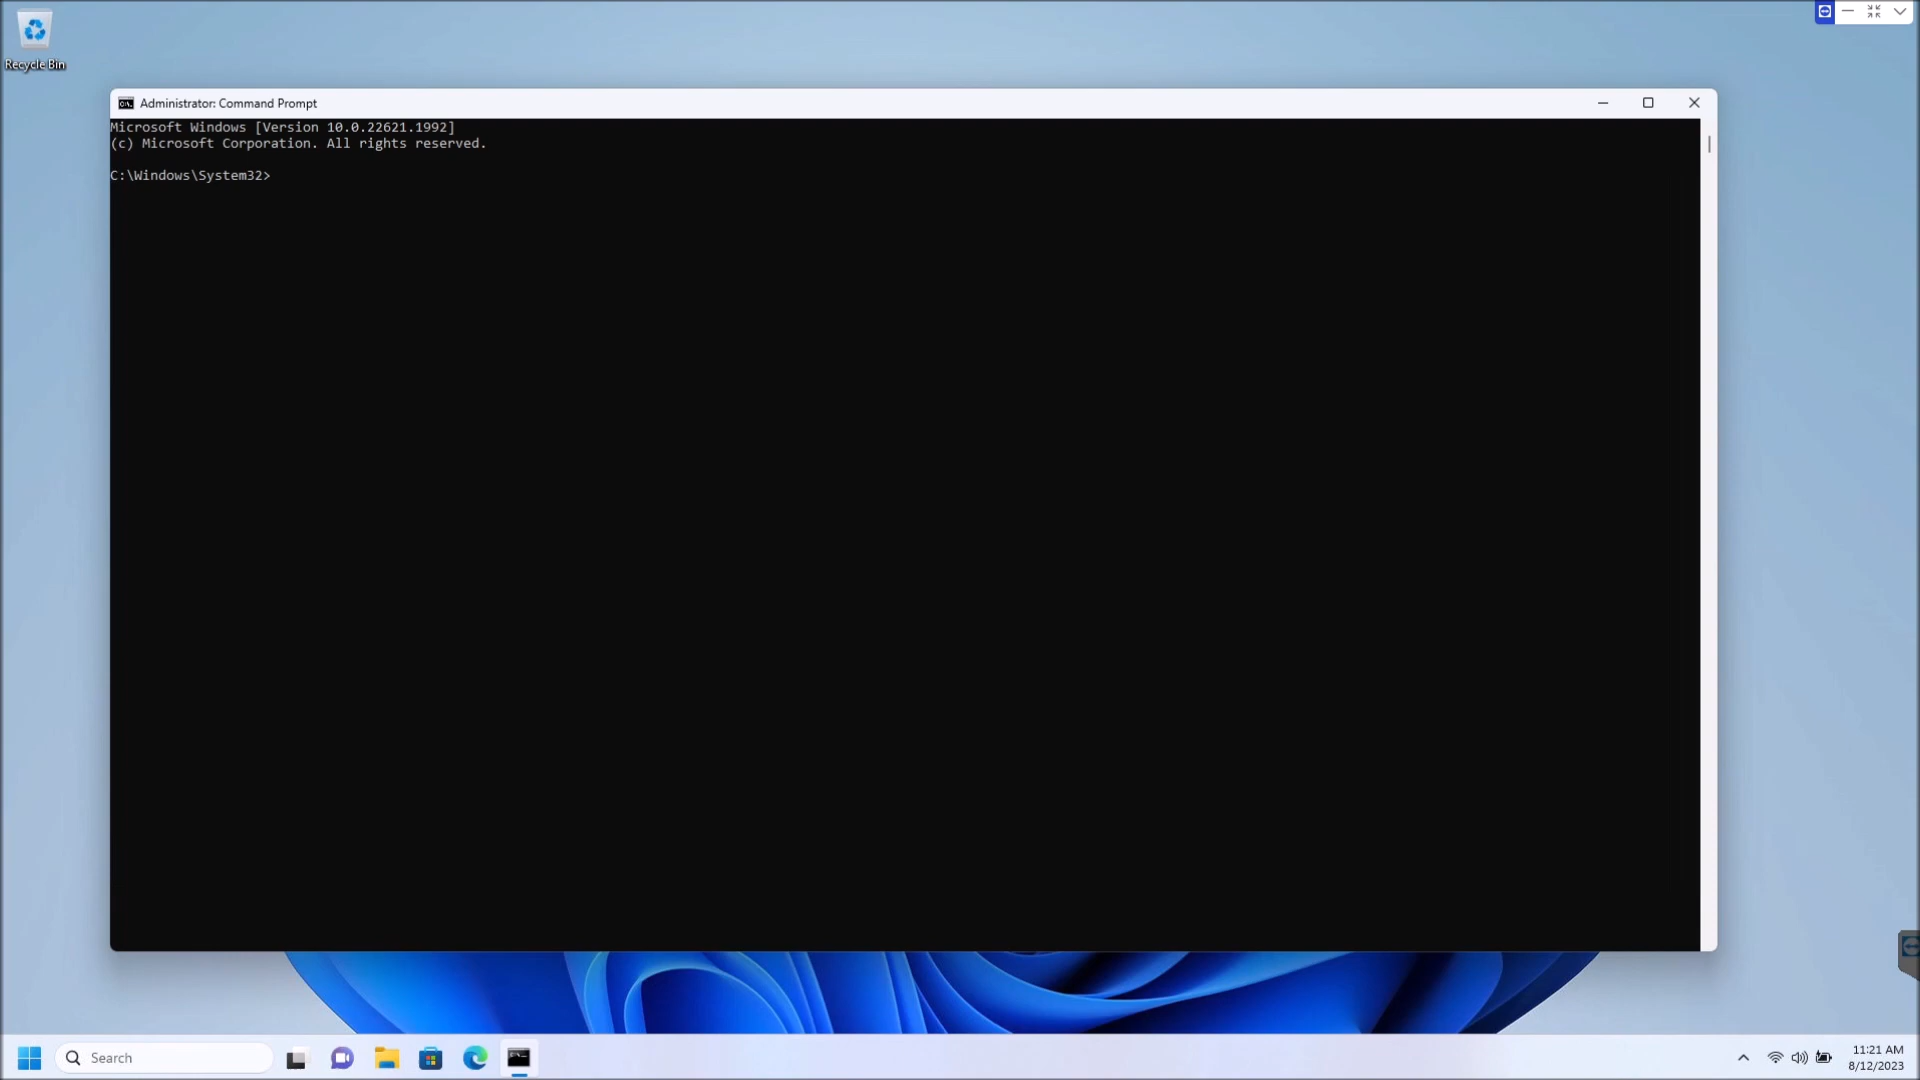 Recycle Bin
Administrator: Command Prompt
Microsoft Windows [Version 10.0.22621.1992]
(c) Microsoft Corporation. All rights reserved.
C:\Windows\System32>
Search
11:21 AM
8/12/2023